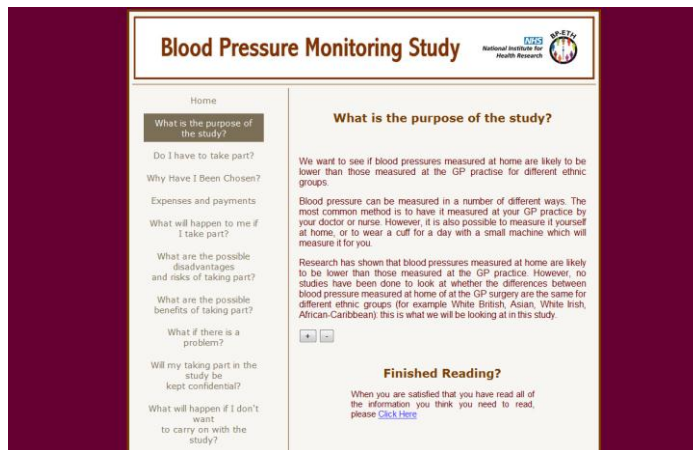 Blood Pressure Monitoring Study
NHS
National Institute for
Health Research
BP-ETH
Home
What is the purpose of
the study?
Do I have to take part?
Why Have I Been Chosen?
Expenses and payments
What will happen to me if
I take part?
What are the possible
disadvantages
and risks of taking part?
What are the possible
benefits of taking part?
What if there is a
problem?
Will my taking part in the
study be
kept confidential?
What will happen if I don't
want
to carry on with the
study?
What is the purpose of the study?
We want to see if blood pressures measured at home are likely to be
lower than those measured at the GP practise for different ethnic
groups.
Blood pressure can be measured in a number of different ways. The
most common method is to have it measured at your GP practice by
your doctor or nurse. However, it is also possible to measure it yourself
at home, or to wear a cuff for a day with a small machine which will
measure it for you.
Research has shown that blood pressures measured at home are likely
to be lower than those measured at the GP practice. However, no
studies have been done to look at whether the differences between
blood pressure measured at home of at the GP surgery are the same for
different ethnic groups (for example White British, Asian, White Irish,
African-Caribbean): this is what we will be looking at in this study.
+ -
Finished Reading?
When you are satisfied that you have read all of
the information you think you need to read,
please Click Here